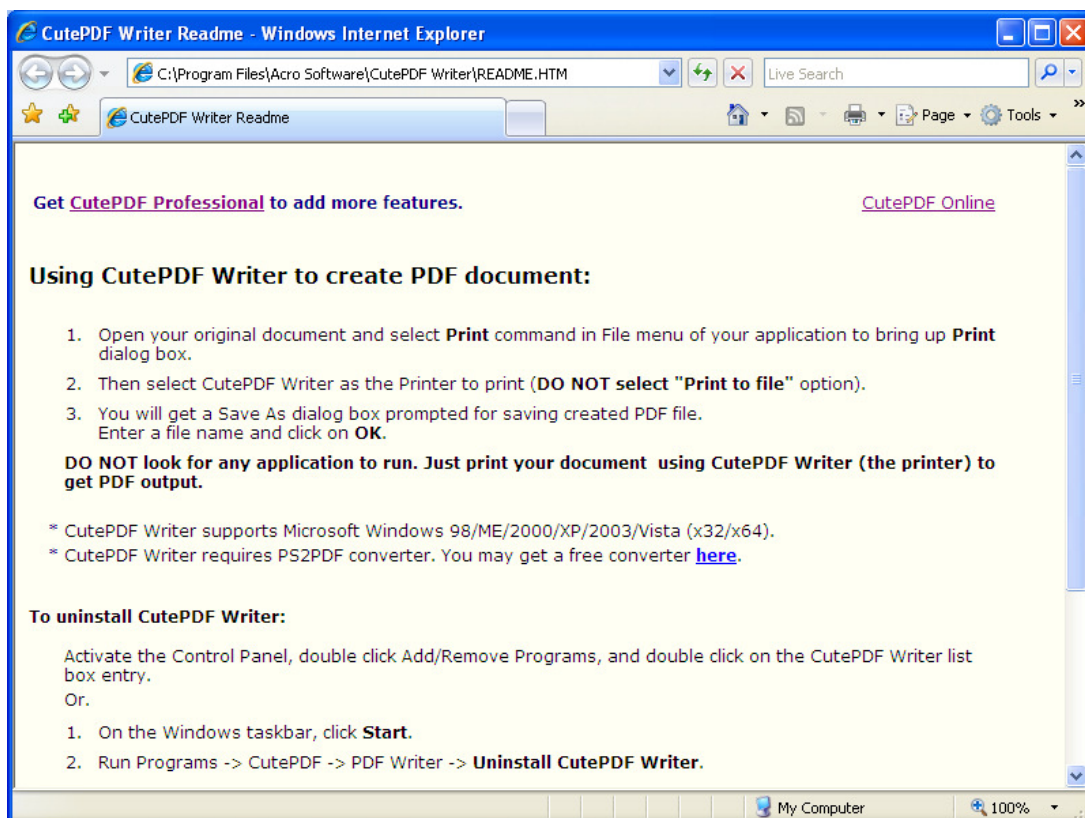 CutePDF Writer Readme - Windows Internet Explorer
C:\Program Files\Acro Software\CutePDF Writer\README.HTM
Live Search
CutePDF Writer Readme
Page
Tools
Get CutePDF Professional to add more features.
CutePDF Online
Using CutePDF Writer to create PDF document:
1. Open your original document and select Print command in File menu of your application to bring up Print
dialog box.
2. Then select CutePDF Writer as the Printer to print (DO NOT select "Print to file" option).
3. You will get a Save As dialog box prompted for saving created PDF file.
Enter a file name and click on OK.
DO NOT look for any application to run. Just print your document  using CutePDF Writer (the printer) to
get PDF output.
* CutePDF Writer supports Microsoft Windows 98/ME/2000/XP/2003/Vista (x32/x64).
* CutePDF Writer requires PS2PDF converter. You may get a free converter here.
To uninstall CutePDF Writer:
Activate the Control Panel, double click Add/Remove Programs, and double click on the CutePDF Writer list
box entry.
Or.
1. On the Windows taskbar, click Start.
2. Run Programs -> CutePDF -> PDF Writer -> Uninstall CutePDF Writer.
My Computer
100%